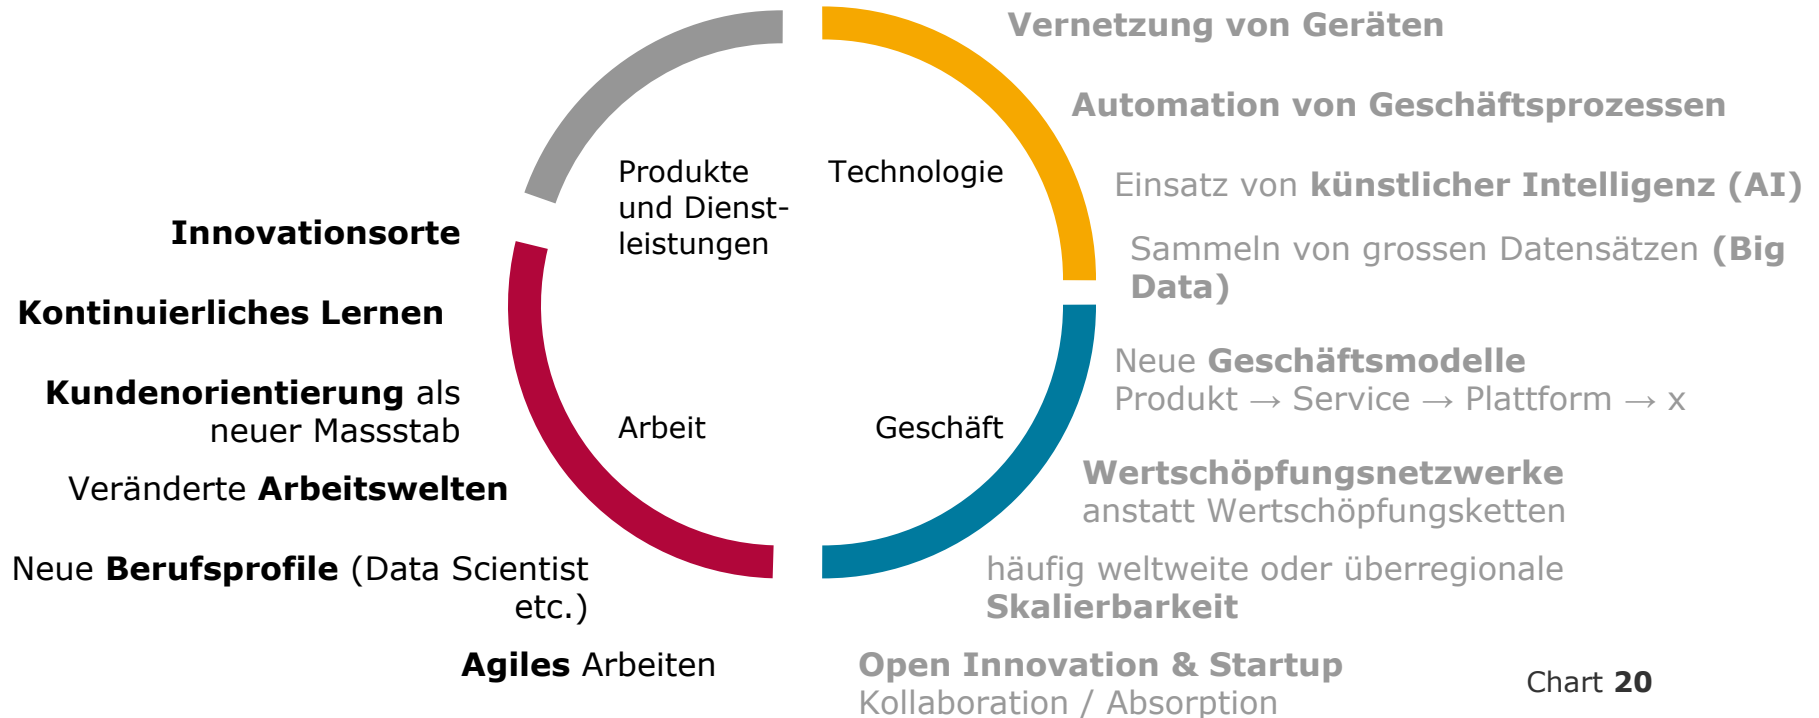 Vernetzung von Geräten
Automation von Geschäftsprozessen
Einsatz von künstlicher Intelligenz (AI)
Sammeln von grossen Datensätzen (Big
Data)
Neue Geschäftsmodelle
Produkt → Service → Plattform → x
Wertschöpfungsnetzwerke
anstatt Wertschöpfungsketten
häufig weltweite oder überregionale
Skalierbarkeit
Open Innovation & Startup
Kollaboration / Absorption
Produkte
und Dienst-
leistungen
Technologie
Arbeit
Geschäft
Innovationsorte
Kontinuierliches Lernen
Kundenorientierung als
neuer Massstab
Veränderte Arbeitswelten
Neue Berufsprofile (Data Scientist
etc.)
Agiles Arbeiten
Chart 20